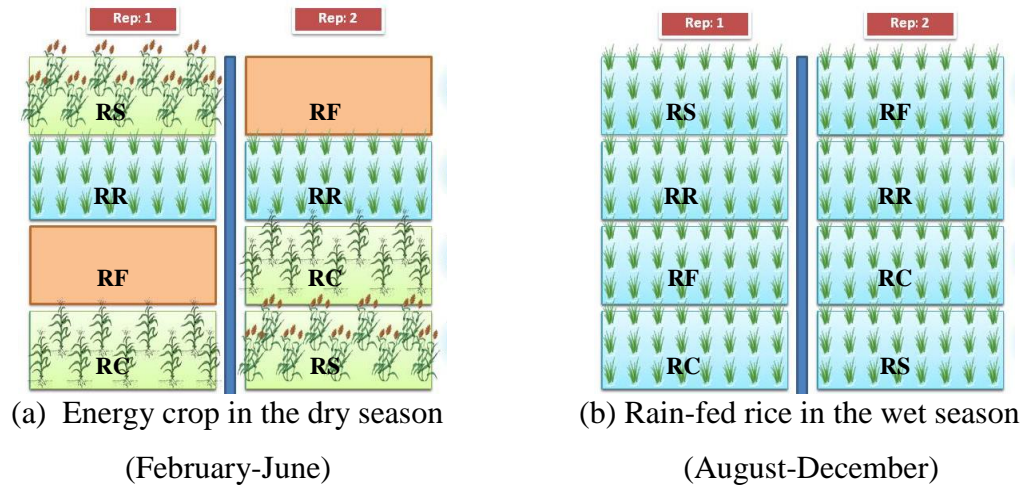 Rep: 1
Rep: 2
RS
RF
RR
RR
RF
RC
RC
RS
(a) Energy crop in the dry season
(February-June)
Rep: 1
Rep: 2
RS
RF
RR
RR
RF
RC
RC
RS
(b) Rain-fed rice in the wet season
(August-December)